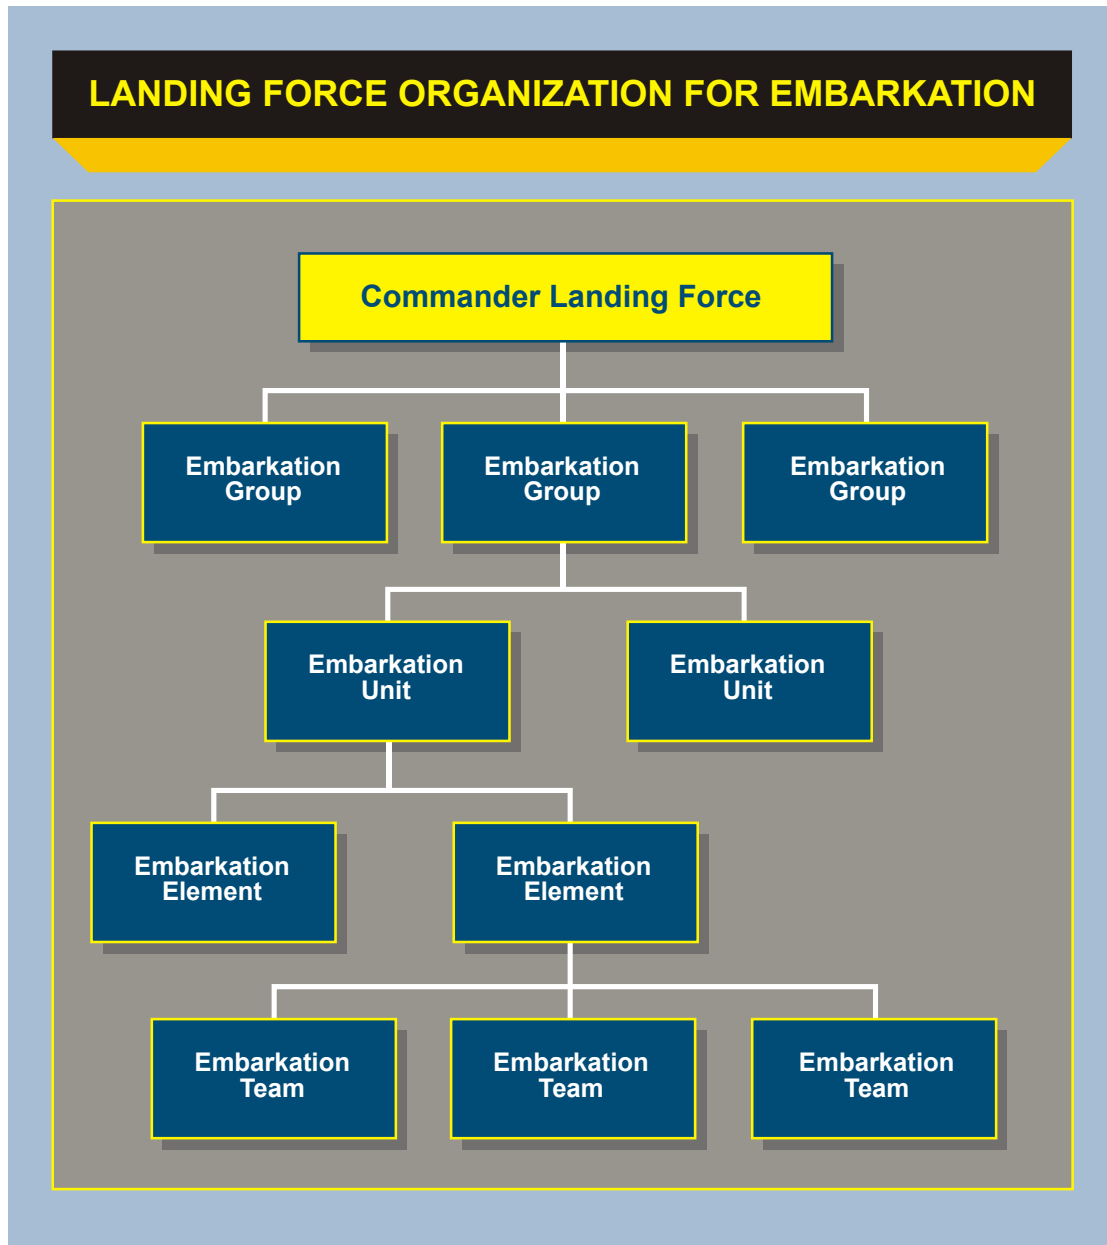 LANDING FORCE ORGANIZATION FOR EMBARKATION
Commander Landing Force
Embarkation
Group
Embarkation
Group
Embarkation
Group
Embarkation
Unit
Embarkation
Unit
Embarkation
Element
Embarkation
Element
Embarkation
Team
Embarkation
Team
Embarkation
Team